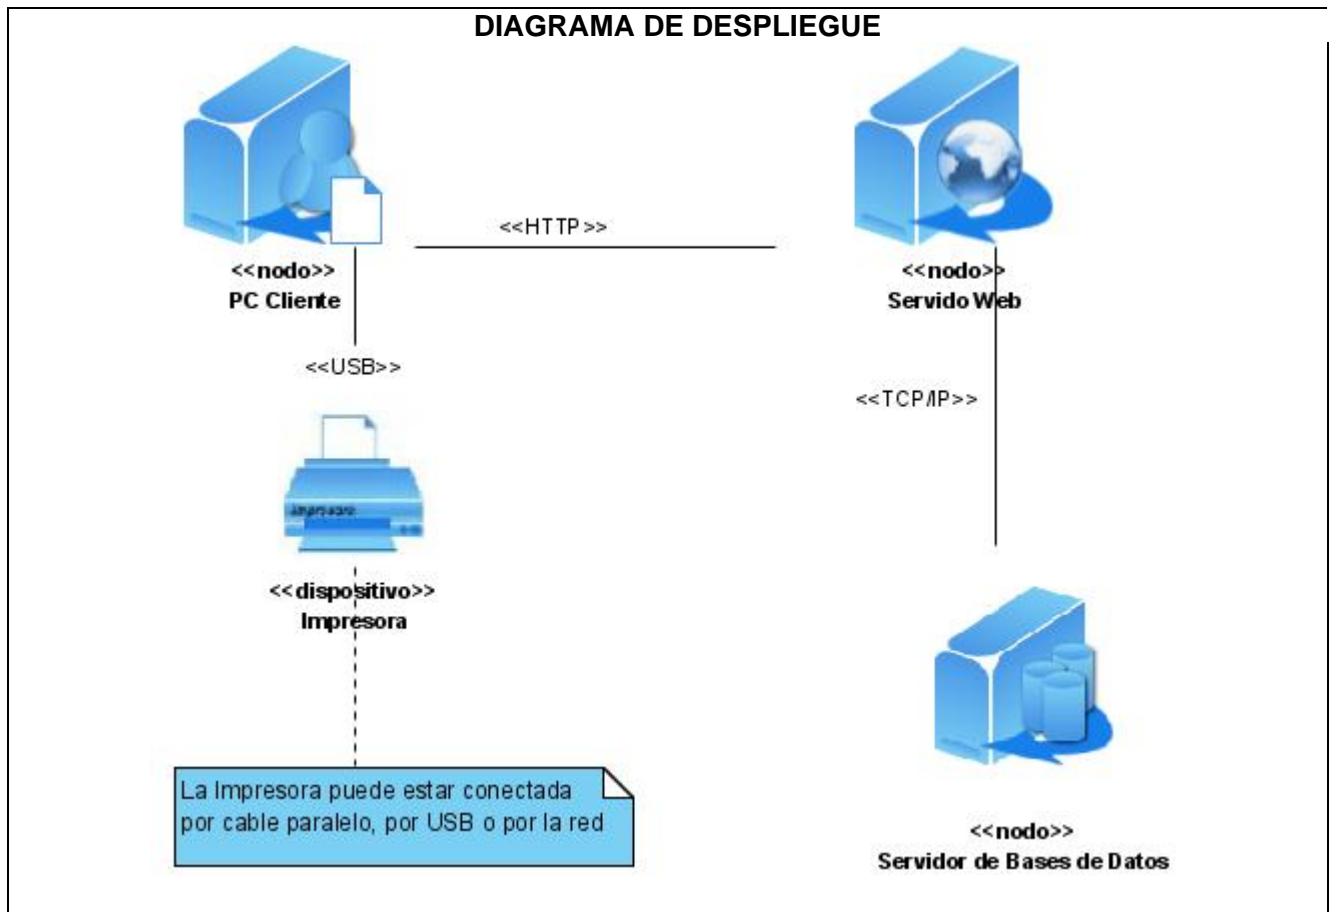 DIAGRAMA DE DESPLIEGUE
<<HTTP>>
<<nodo>>
PC Cliente
<<nodo>>
Servido Web
<<USB>>
<<TCP/IP>>
Impresora
<<dispositivo>>
Impresora
La Impresora puede estar conectada
por cable paralelo, por USB o por la red
<<nodo>>
Servidor de Bases de Datos